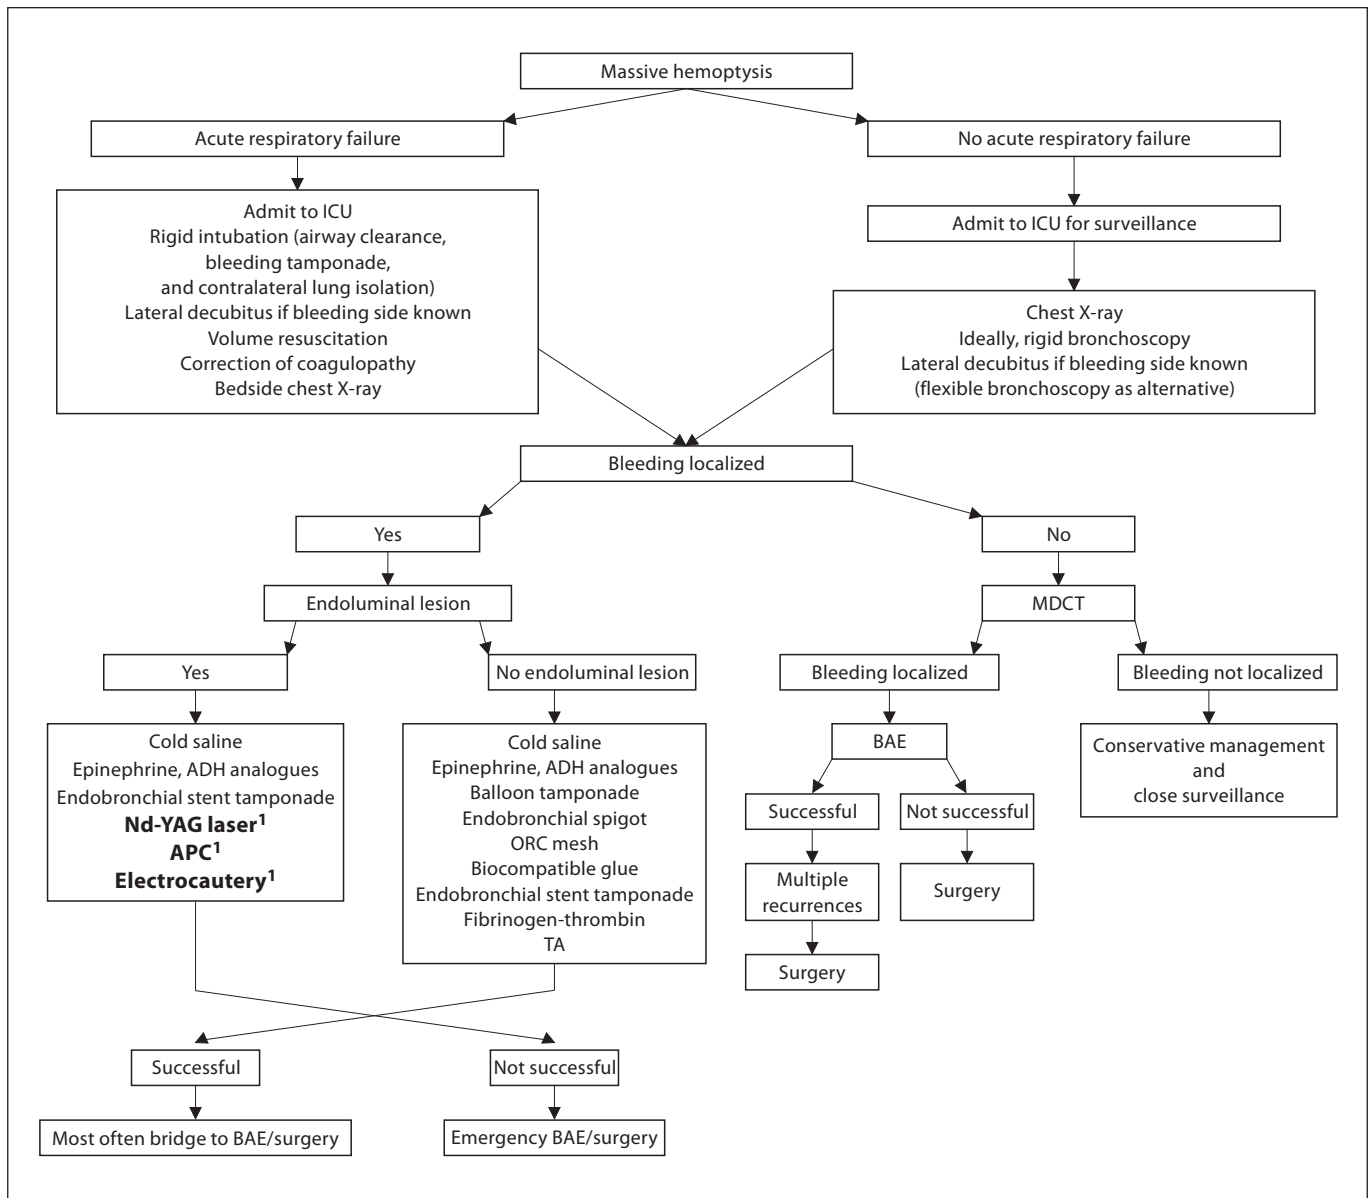 Massive hemoptysis
Acute respiratory failure
No acute respiratory failure
Admit to ICU
Rigid intubation (airway clearance,
bleeding tamponade,
and contralateral lung isolation)
Lateral decubitus if bleeding side known
Volume resuscitation
Correction of coagulopathy
Bedside chest X-ray
Admit to ICU for surveillance
Chest X-ray
Ideally, rigid bronchoscopy
Lateral decubitus if bleeding side known
(flexible bronchoscopy as alternative)
Bleeding localized
Yes
No
Endoluminal lesion
MDCT
Yes
No endoluminal lesion
Bleeding localized
Bleeding not localized
Cold saline
Epinephrine, ADH analogues
Endobronchial stent tamponade
Nd-YAG laser¹
APC¹
Electrocautery¹
Cold saline
Epinephrine, ADH analogues
Balloon tamponade
Endobronchial spigot
ORC mesh
Biocompatible glue
Endobronchial stent tamponade
Fibrinogen-thrombin
TA
BAE
Conservative management
and
close surveillance
Successful
Not successful
Multiple
recurrences
Surgery
Surgery
Successful
Not successful
Most often bridge to BAE/surgery
Emergency BAE/surgery